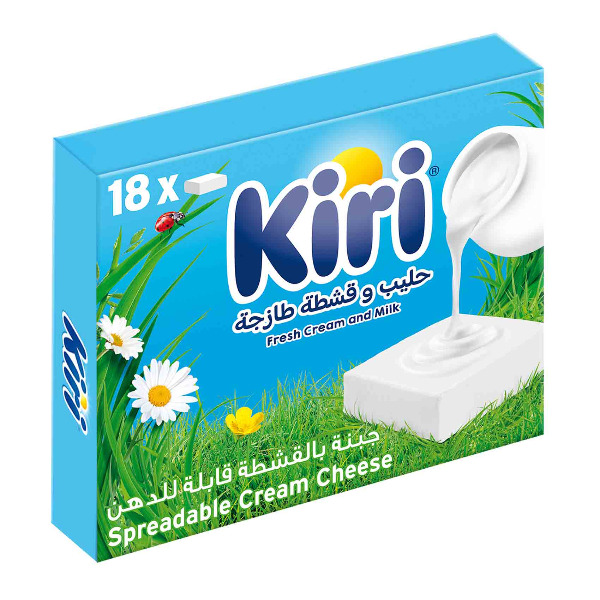 18 x
Kiri®
حليب و قشطة طازجة
Fresh Cream and Milk
جبنة بالقشطة قابلة للدهن
Spreadable Cream Cheese
Kiri